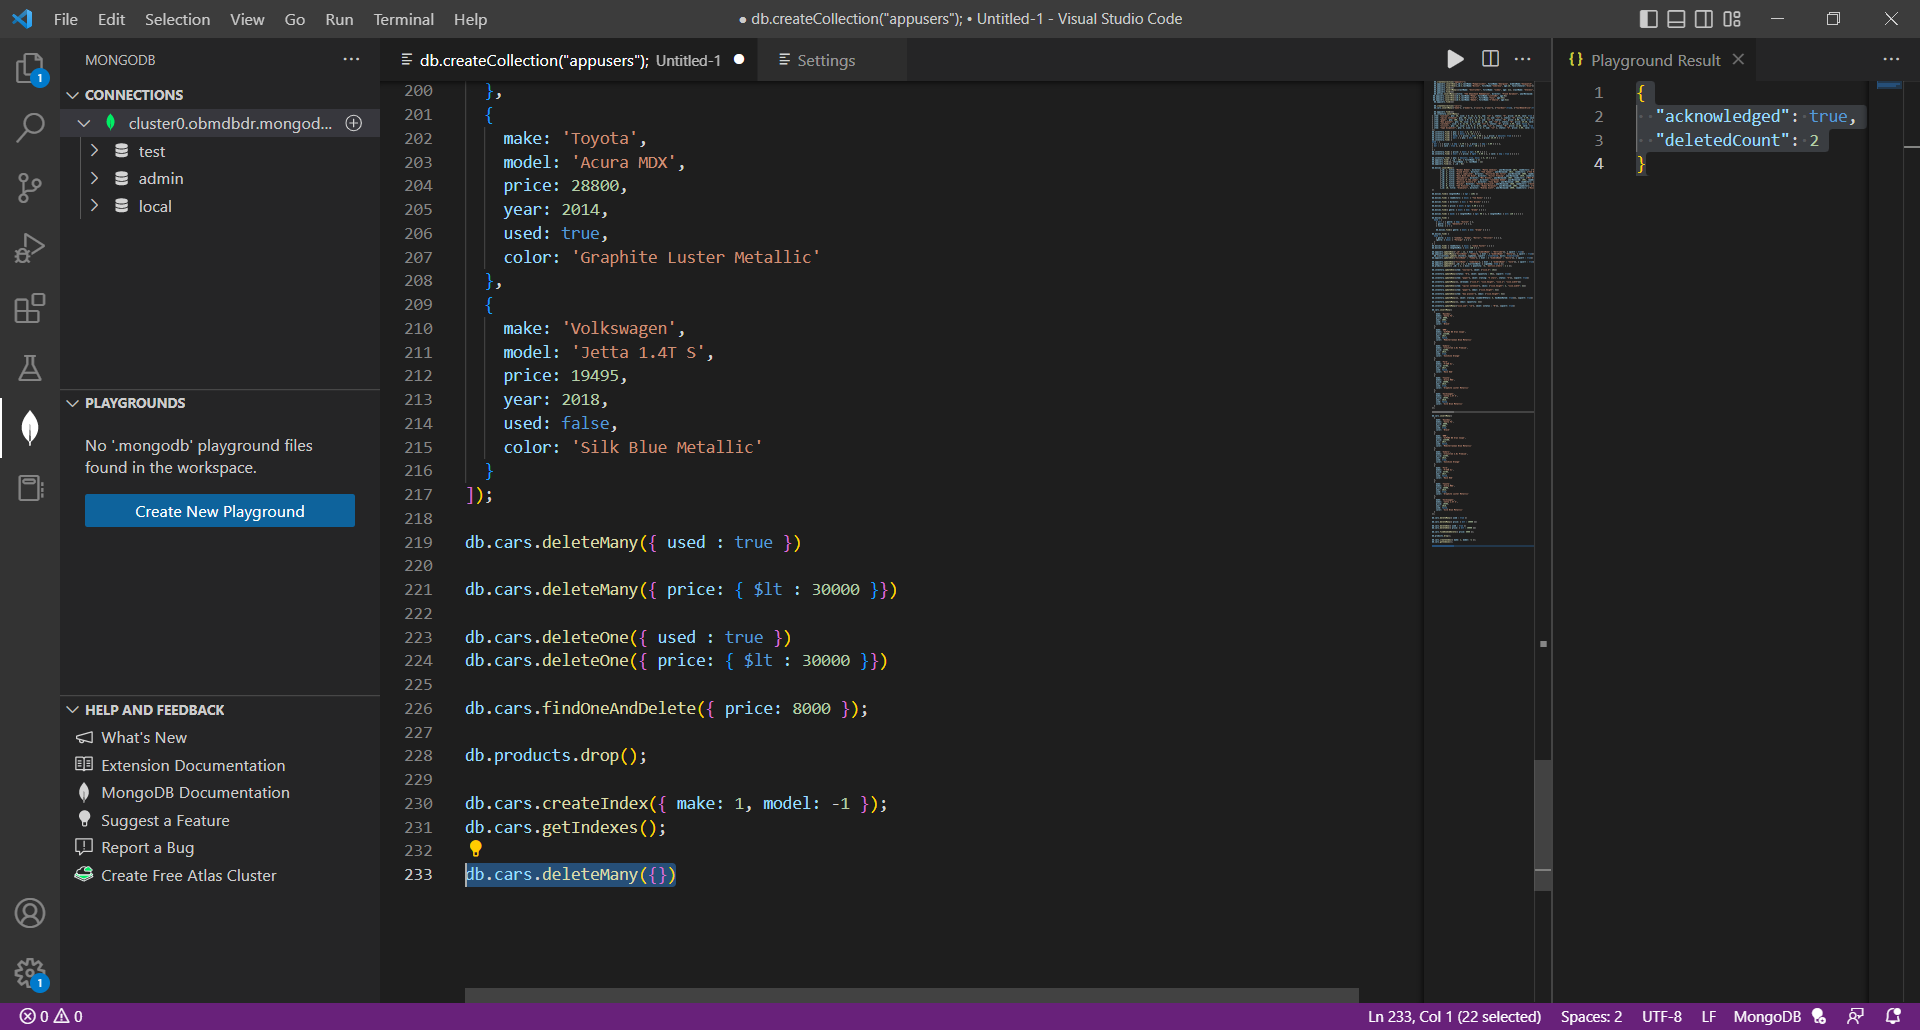 File Edit Selection View Go Run Terminal Help
● db.createCollection("appusers"); • Untitled-1 - Visual Studio Code
MONGODB
CONNECTIONS
cluster0.obmdbdr.mongod...
test
admin
local
PLAYGROUNDS
No '.mongodb' playground files
found in the workspace.
Create New Playground
HELP AND FEEDBACK
What's New
Extension Documentation
MongoDB Documentation
Suggest a Feature
Report a Bug
Create Free Atlas Cluster
1
1
db.createCollection("appusers"); Untitled-1 ●
Settings
200 },
201 {
202 make: 'Toyota',
203 model: 'Acura MDX',
204 price: 28800,
205 year: 2014,
206 used: true,
207 color: 'Graphite Luster Metallic'
208 },
209 {
210 make: 'Volkswagen',
211 model: 'Jetta 1.4T S',
212 price: 19495,
213 year: 2018,
214 used: false,
215 color: 'Silk Blue Metallic'
216 }
217 ]);
218
219 db.cars.deleteMany({ used : true })
220
221 db.cars.deleteMany({ price: { $lt : 30000 }})
222
223 db.cars.deleteOne({ used : true })
224 db.cars.deleteOne({ price: { $lt : 30000 }})
225
226 db.cars.findOneAndDelete({ price: 8000 });
227
228 db.products.drop();
229
230 db.cars.createIndex({ make: 1, model: -1 });
231 db.cars.getIndexes();
232
233 db.cars.deleteMany({})
{} Playground Result
1 {
2 "acknowledged": true,
3 "deletedCount": 2
4 }
0 0
Ln 233, Col 1 (22 selected) Spaces: 2 UTF-8 LF MongoDB